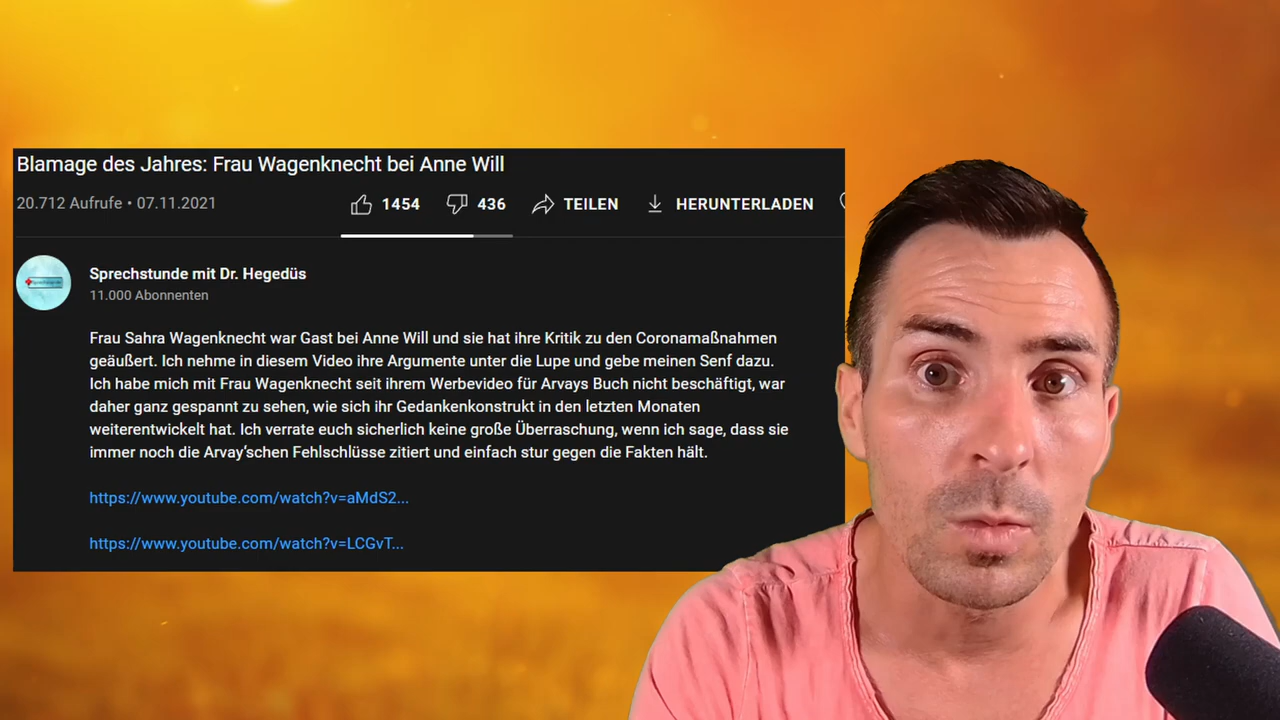 Blamage des Jahres: Frau Wagenknecht bei Anne Will
20.712 Aufrufe • 07.11.2021
1454
436
TEILEN
HERUNTERLADEN
Sprechstunde mit Dr. Hegedüs
11.000 Abonnenten
Frau Sahra Wagenknecht war Gast bei Anne Will und sie hat ihre Kritik zu den Coronamaßnahmen
geäußert. Ich nehme in diesem Video ihre Argumente unter die Lupe und gebe meinen Senf dazu.
Ich habe mich mit Frau Wagenknecht seit ihrem Werbevideo für Arvays Buch nicht beschäftigt, war
daher ganz gespannt zu sehen, wie sich ihr Gedankenkonstrukt in den letzten Monaten
weiterentwickelt hat. Ich verrate euch sicherlich keine große Überraschung, wenn ich sage, dass sie
immer noch die Arvay‘schen Fehlschlüsse zitiert und einfach stur gegen die Fakten hält.
https://www.youtube.com/watch?v=aMdS2...
https://www.youtube.com/watch?v=LCGvT...